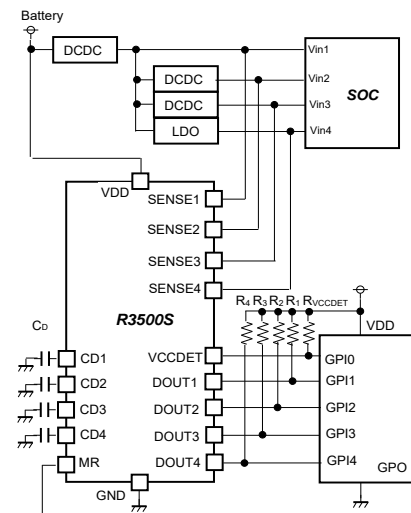 Battery
DCDC
Vin1
DCDC
Vin2
SOC
DCDC
Vin3
LDO
Vin4
VDD
SENSE1
SENSE2
SENSE3
SENSE4
R3500S
R4 R3 R2 R1 RVCCDET
CD
VDD
VCCDET
GPI0
CD1
DOUT1
GPI1
CD2
DOUT2
GPI2
CD3
DOUT3
GPI3
CD4
DOUT4
GPI4
MR
GPO
GND